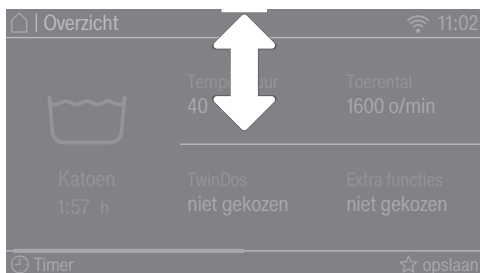 | Overzicht 11:02
Toerental
40 1600 o/min
Katoen TwinDos Extra functies
1:57 h niet gekozen niet gekozen
Timer opslaan